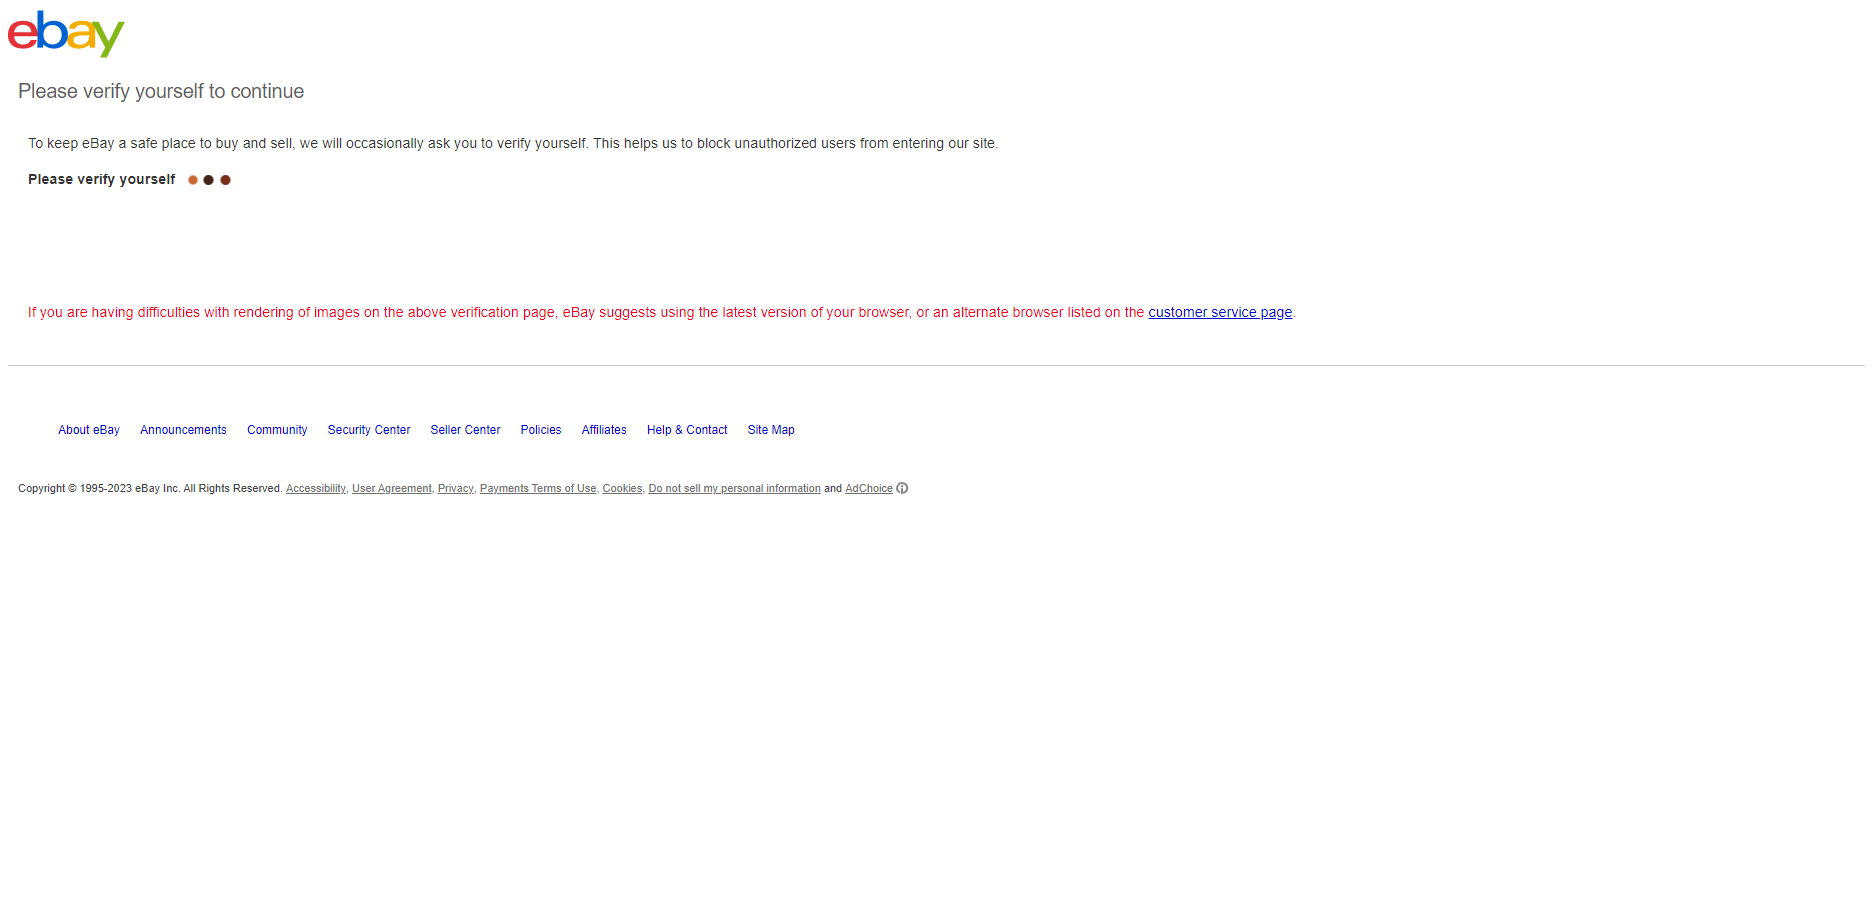 ebay
Please verify yourself to continue
To keep eBay a safe place to buy and sell, we will occasionally ask you to verify yourself. This helps us to block unauthorized users from entering our site.
Please verify yourself
If you are having difficulties with rendering of images on the above verification page, eBay suggests using the latest version of your browser, or an alternate browser listed on the customer service page.
About eBay Announcements Community Security Center Seller Center Policies Affiliates Help & Contact Site Map
Copyright © 1995-2023 eBay Inc. All Rights Reserved. Accessibility, User Agreement, Privacy, Payments Terms of Use, Cookies, Do not sell my personal information and AdChoice